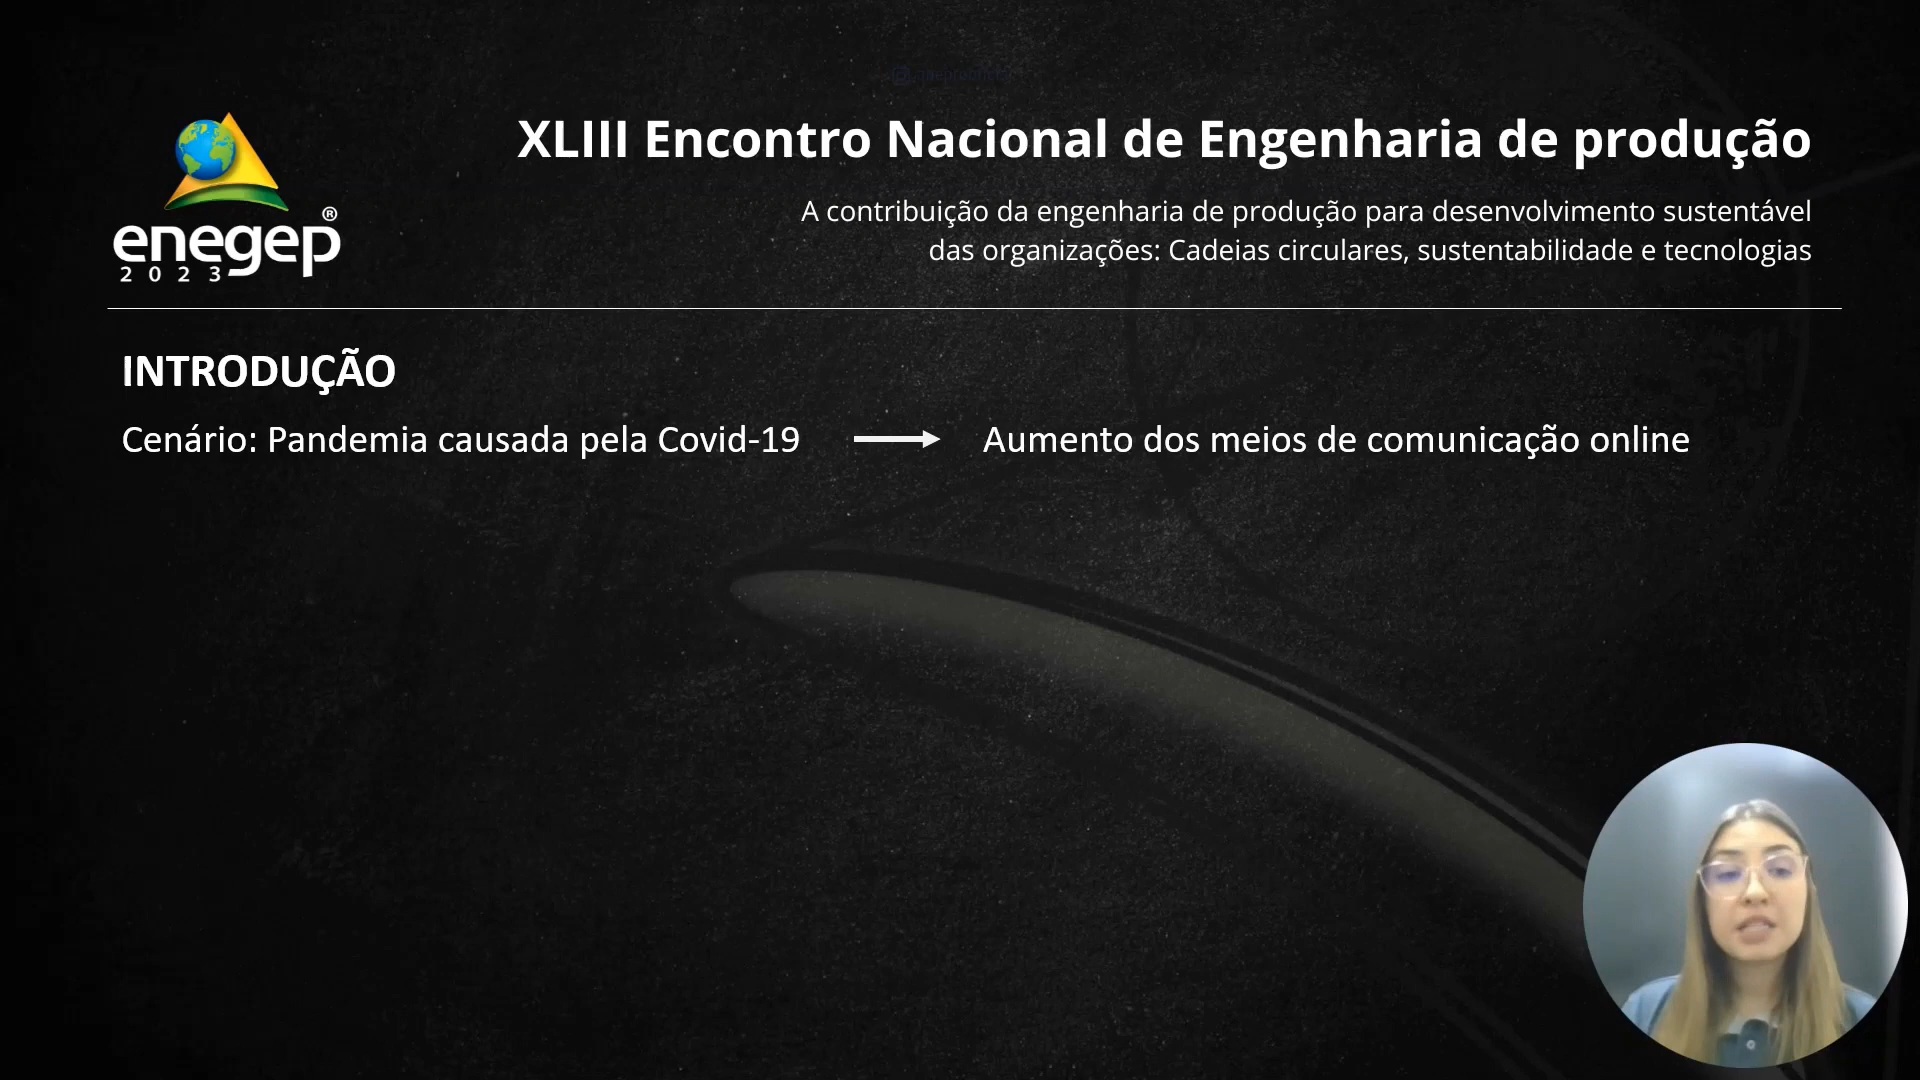 XLIII Encontro Nacional de Engenharia de produção
A contribuição da engenharia de produção para desenvolvimento sustentável
das organizações: Cadeias circulares, sustentabilidade e tecnologias
enegep®
2023
INTRODUÇÃO
Cenário: Pandemia causada pela Covid-19 → Aumento dos meios de comunicação online